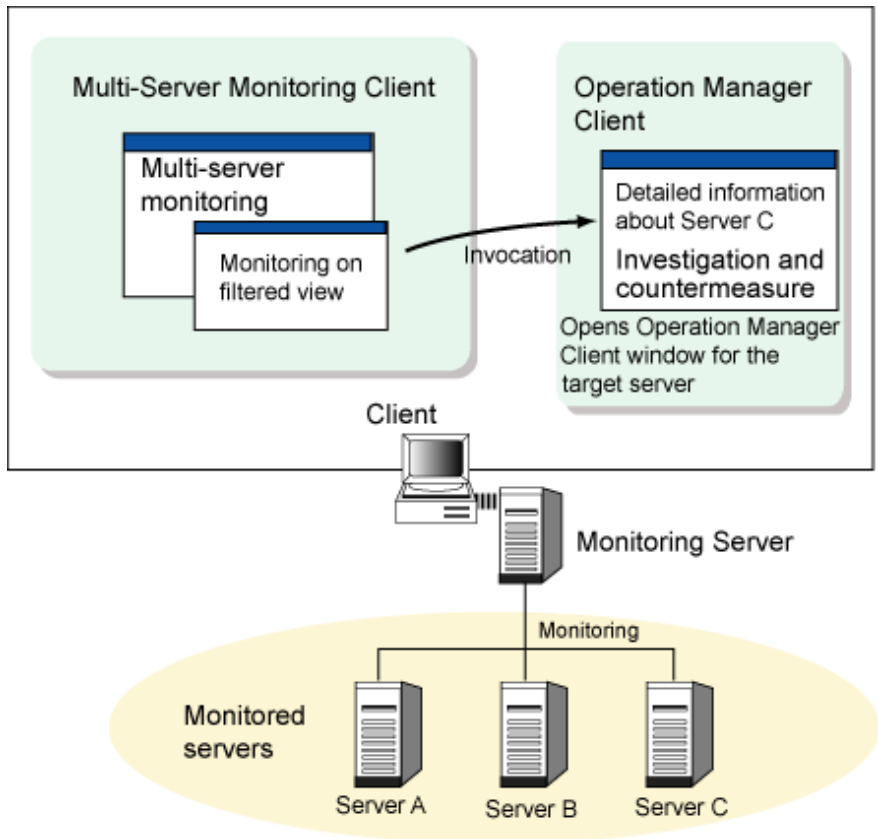 Multi-Server Monitoring Client
Multi-server
monitoring
Monitoring on
filtered view
Invocation
Operation Manager
Client
Detailed information
about Server C
Investigation and
countermeasure
Opens Operation Manager
Client window for the
target server
Client
Monitoring Server
Monitoring
Monitored
servers
Server A
Server B
Server C